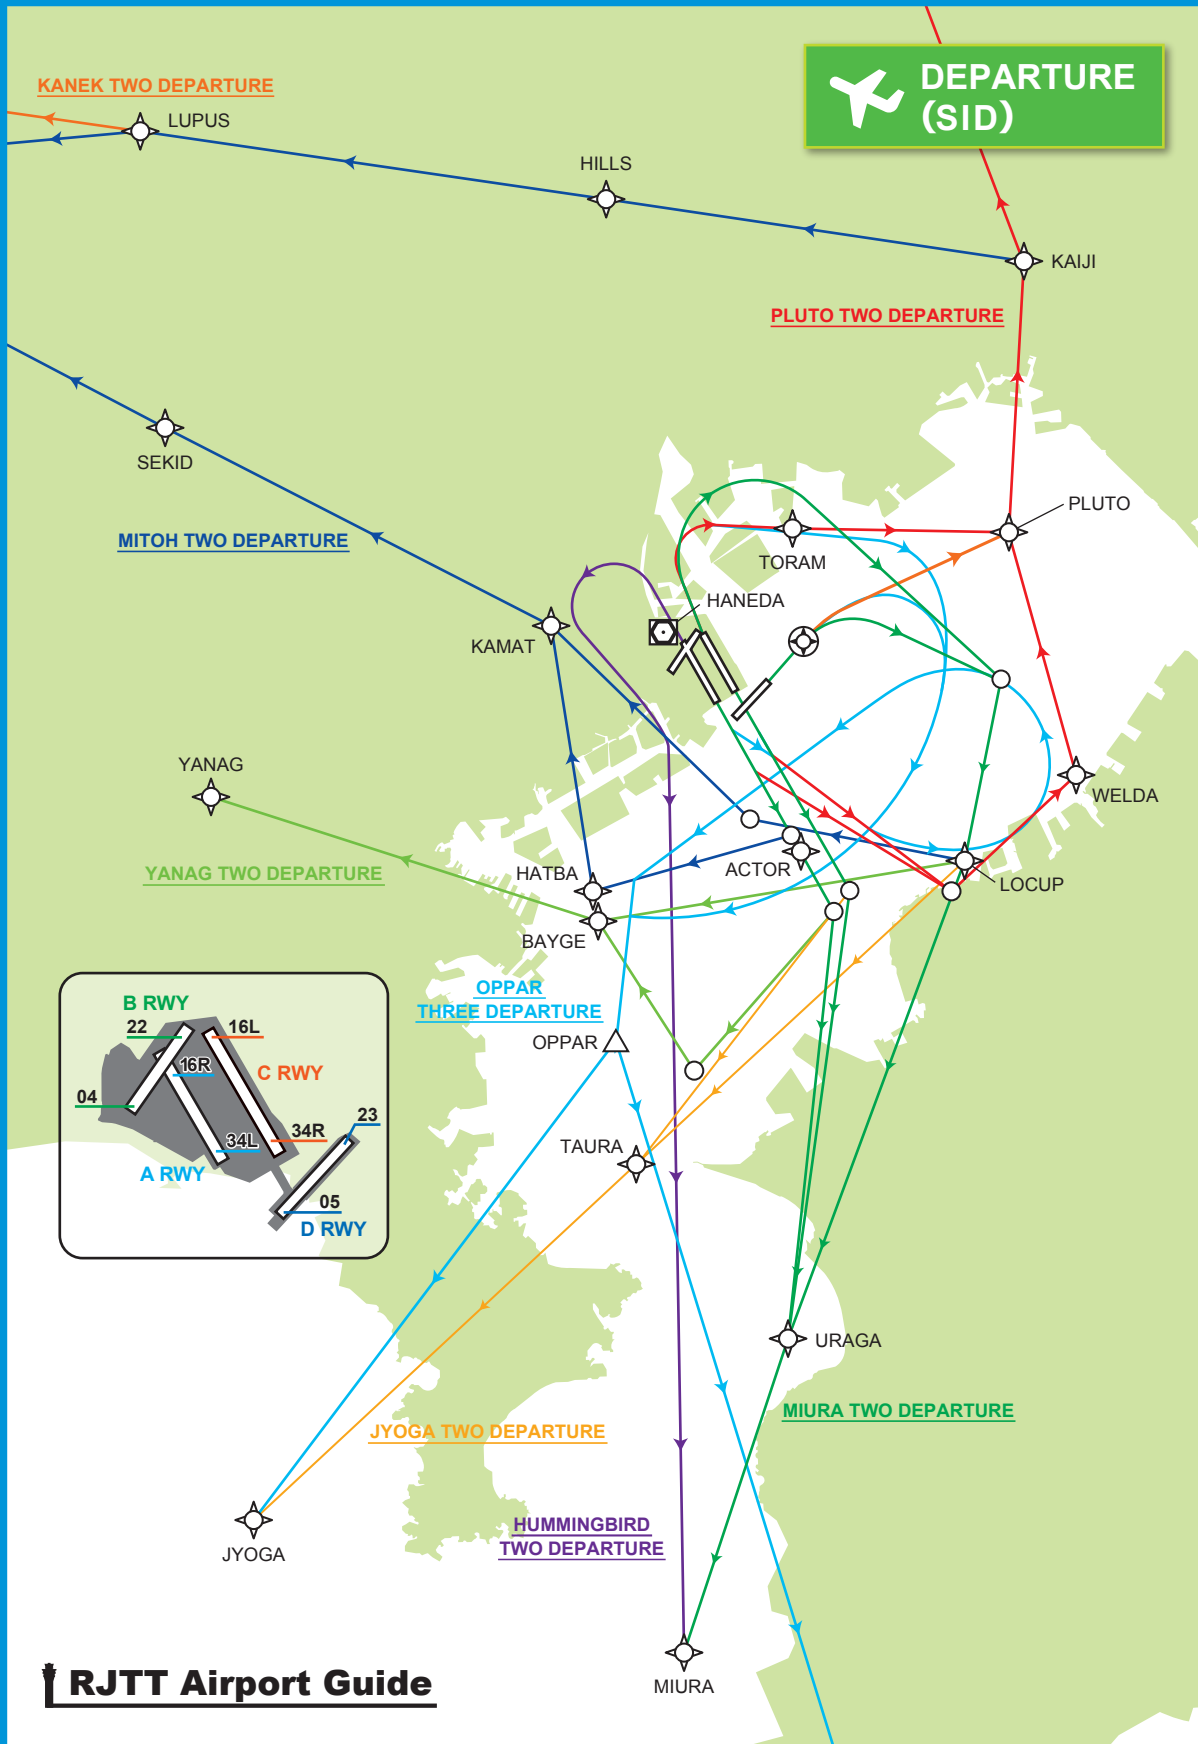 DEPARTURE
(SID)
KANEK TWO DEPARTURE
LUPUS
HILLS
KAIJI
PLUTO TWO DEPARTURE
SEKID
PLUTO
MITOH TWO DEPARTURE
TORAM
HANEDA
KAMAT
YANAG
WELDA
YANAG TWO DEPARTURE
HATBA
ACTOR
LOCUP
BAYGE
OPPAR
THREE DEPARTURE
OPPAR
B RWY
22
16L
16R
C RWY
04
23
34L
34R
A RWY
05
D RWY
TAURA
URAGA
MIURA TWO DEPARTURE
JYOGA TWO DEPARTURE
HUMMINGBIRD
TWO DEPARTURE
JYOGA
MIURA
RJTT Airport Guide